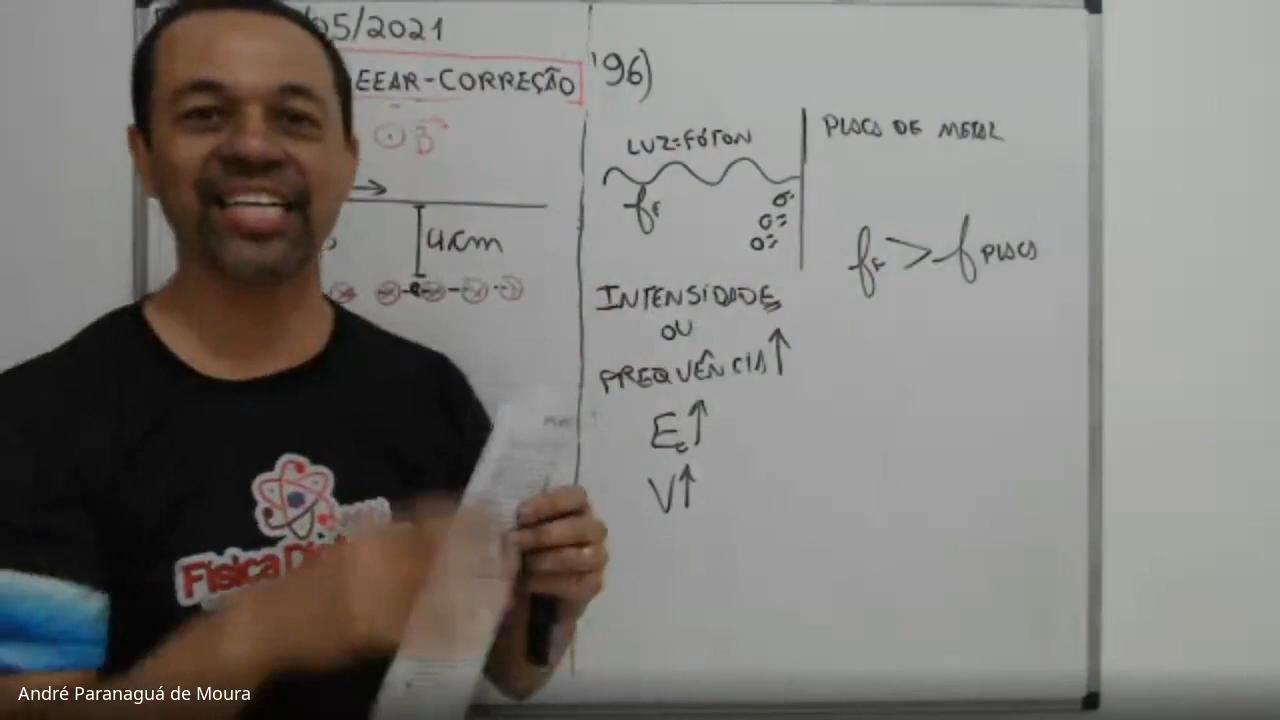 /05/2021
EEAR-CORREÇÃO
B
4cm
96)
LUZ=FÓTON
PLACA DE METAL
fF
fF > f PLACA
INTENSIDADE
OU
FREQUÊNCIA↑
Ec↑
V↑
Física
André Paranaguá de Moura